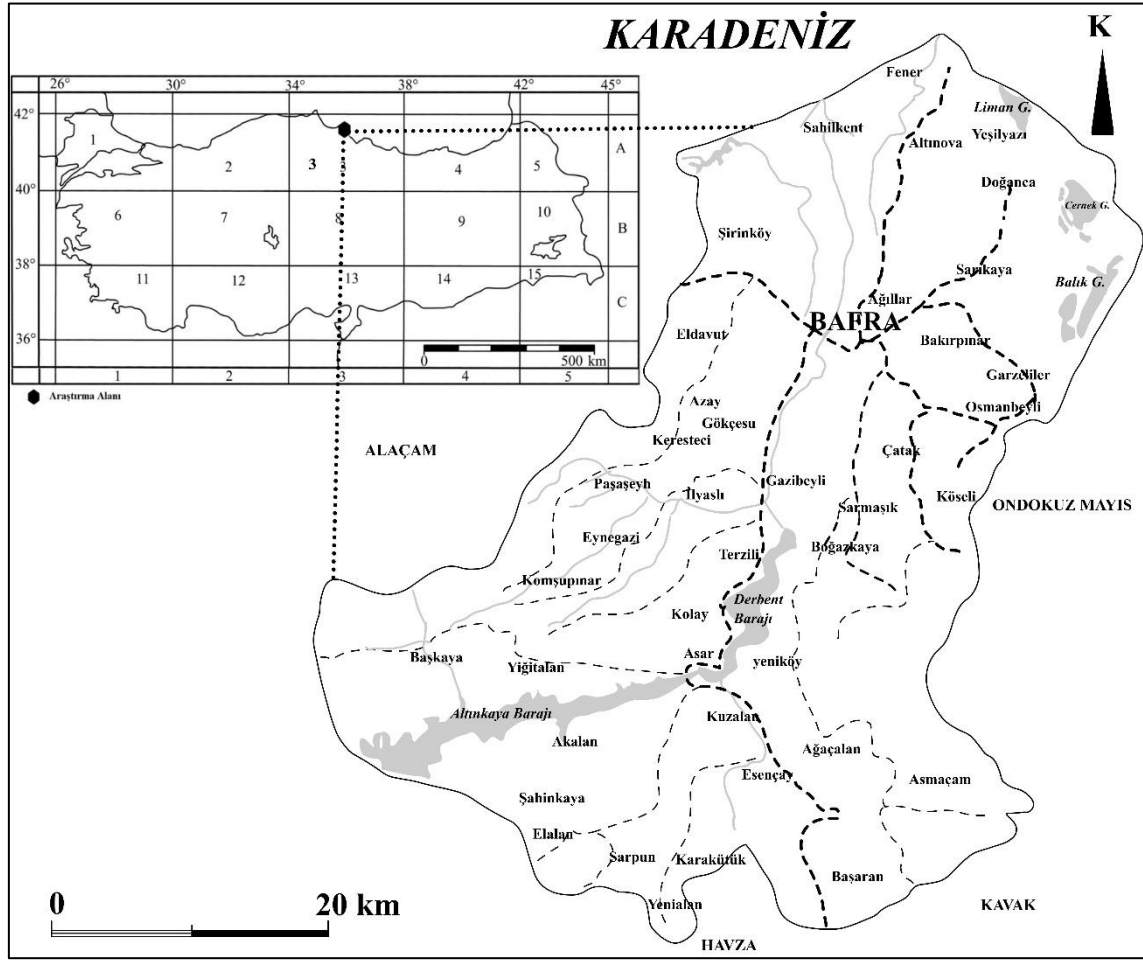 KARADENİZ
K
26° 30° 34° 38° 42° 45°
42°
40°
38°
36°
1
2
3
3
4
5
A
6
7
8
9
10
B
11
12
13
14
15
C
0 500 km
1 2 3 4 5
Araştırma Alanı
Fener
Liman G.
Sahilkent
Yeşilyazı
Altınova
Doğanca
Cernek G.
Şirinköy
Sarıkaya
Balık G.
Ağıllar
BAFRA
Eldavut
Bakırpınar
Garzeliler
Azay
Osmanbeyli
Gökçesu
Keresteci
ALAÇAM
Çatak
Paşaşeyh
İlyaslı
Gazibeyli
Köseli
ONDOKUZ MAYIS
Sarmaşık
Eynegazi
Terzili
Boğazkaya
Komşupınar
Kolay
Derbent
Barajı
Asar
yeniköy
Başkaya
Yiğitalan
Altınkaya Barajı
Kuzalan
Akalan
Ağaçalan
Esençay
Asmaçam
Şahinkaya
Elalan
Sarpun
Karakütük
Başaran
Yenialan
KAVAK
HAVZA
0 20 km